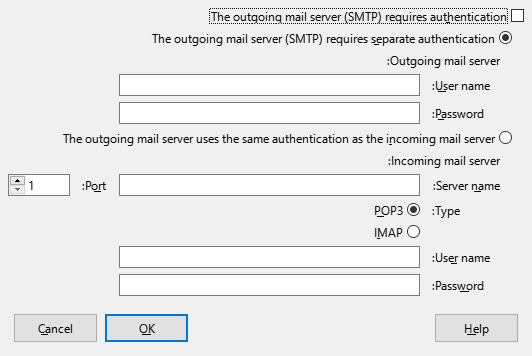 The outgoing mail server (SMTP) requires authentication
The outgoing mail server (SMTP) requires separate authentication
:Outgoing mail server
:User name
:Password
The outgoing mail server uses the same authentication as the incoming mail server
:Incoming mail server
:Server name
:Port 1
:Type POP3
IMAP
:User name
:Password
Help OK Cancel